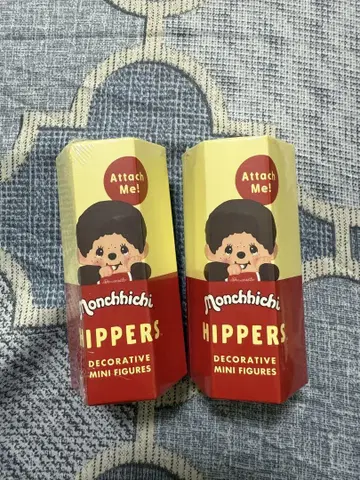 Attach
Me!
Monchhichi
HIPPERS
DECORATIVE
MINI FIGURES
Attach
Me!
Monchhichi
HIPPERS
DECORATIVE
MINI FIGURES